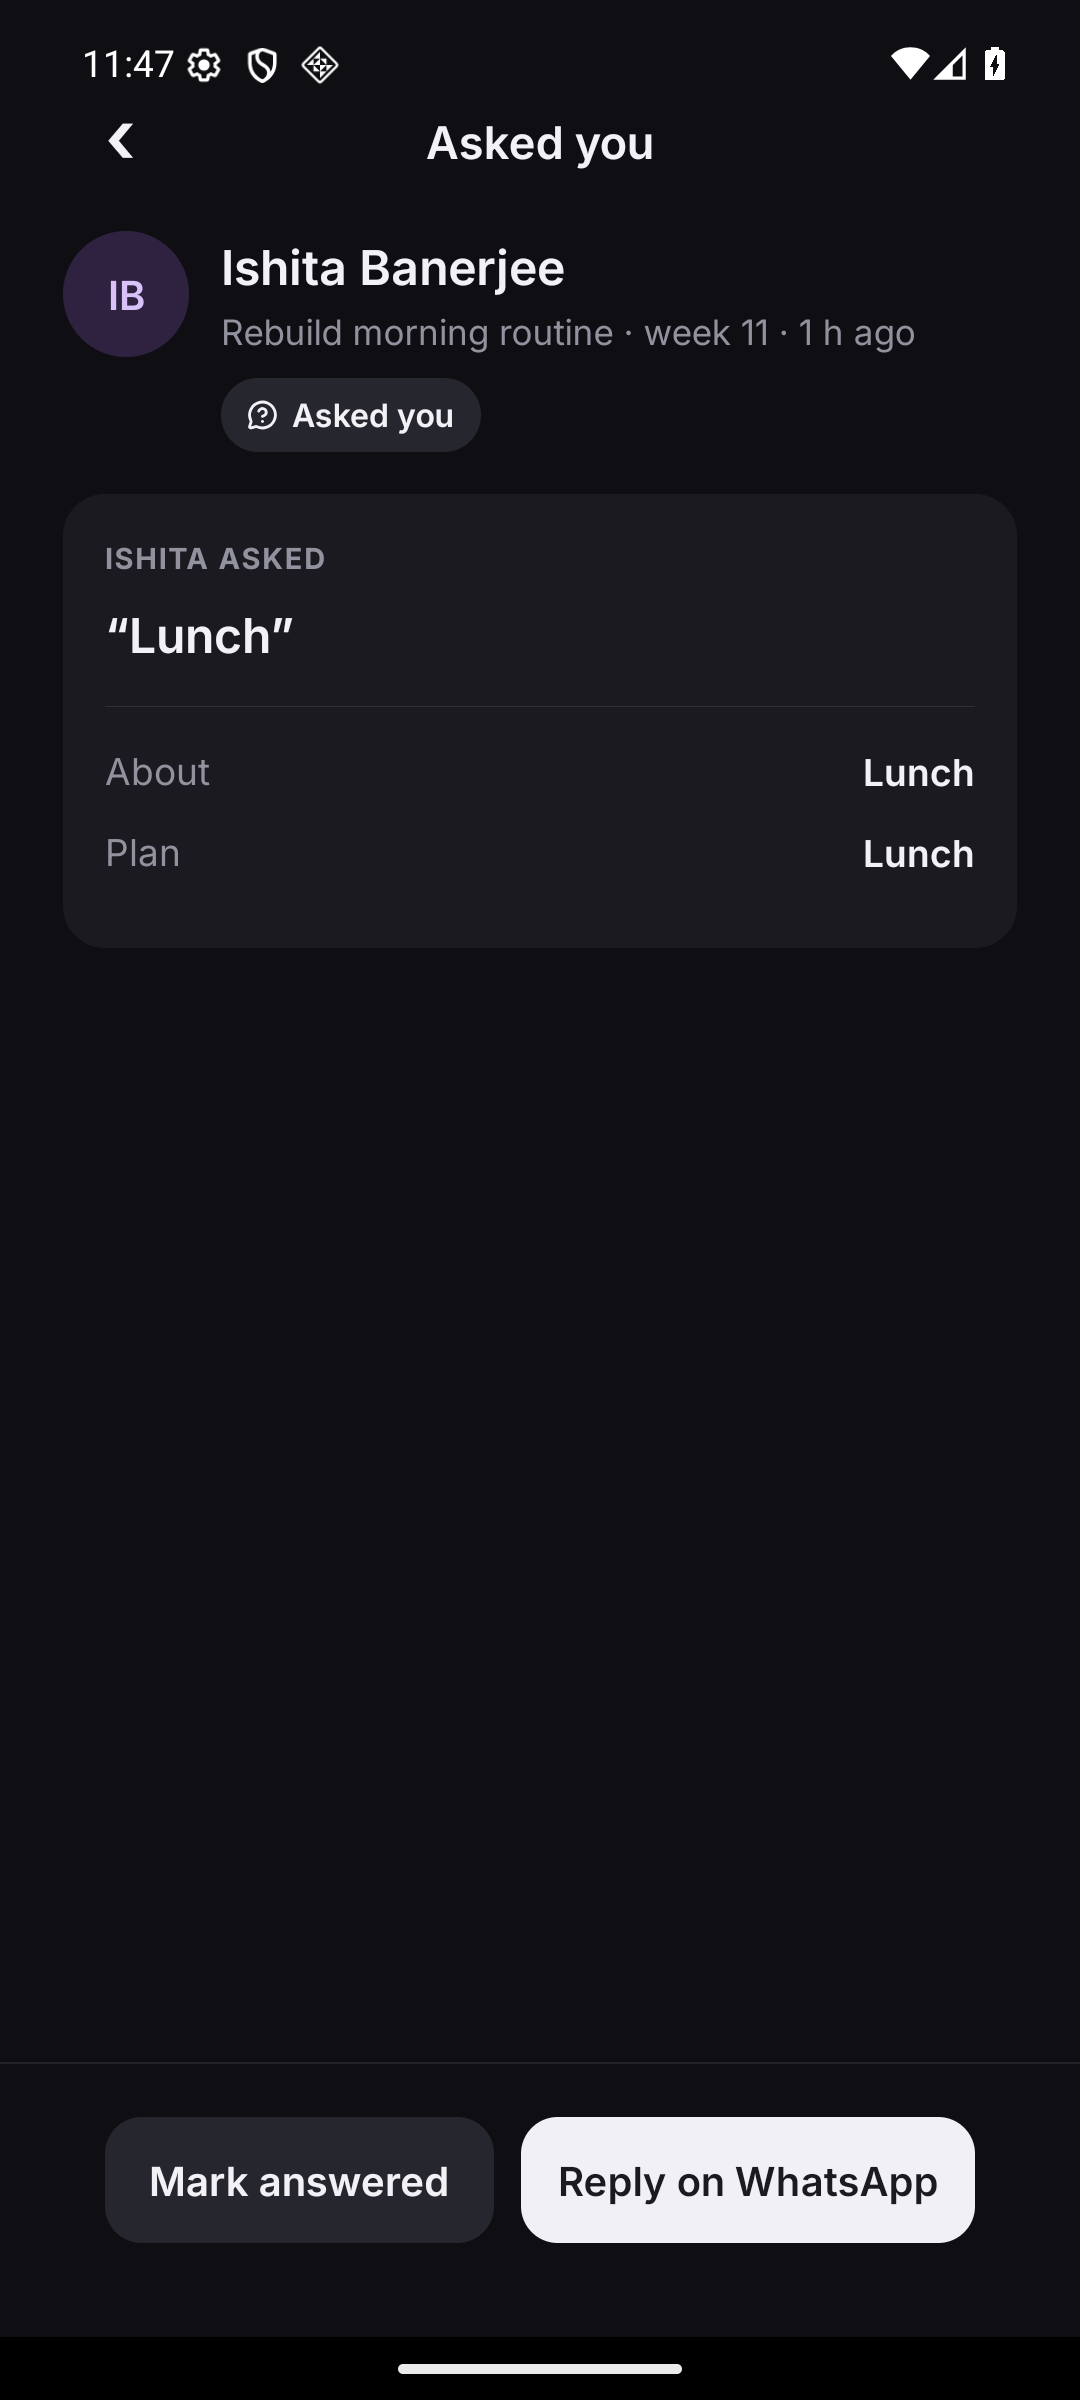 11:47
Asked you
IB
Ishita Banerjee
Rebuild morning routine · week 11 · 1 h ago
Asked you
ISHITA ASKED
“Lunch”
About Lunch
Plan Lunch
Mark answered
Reply on WhatsApp